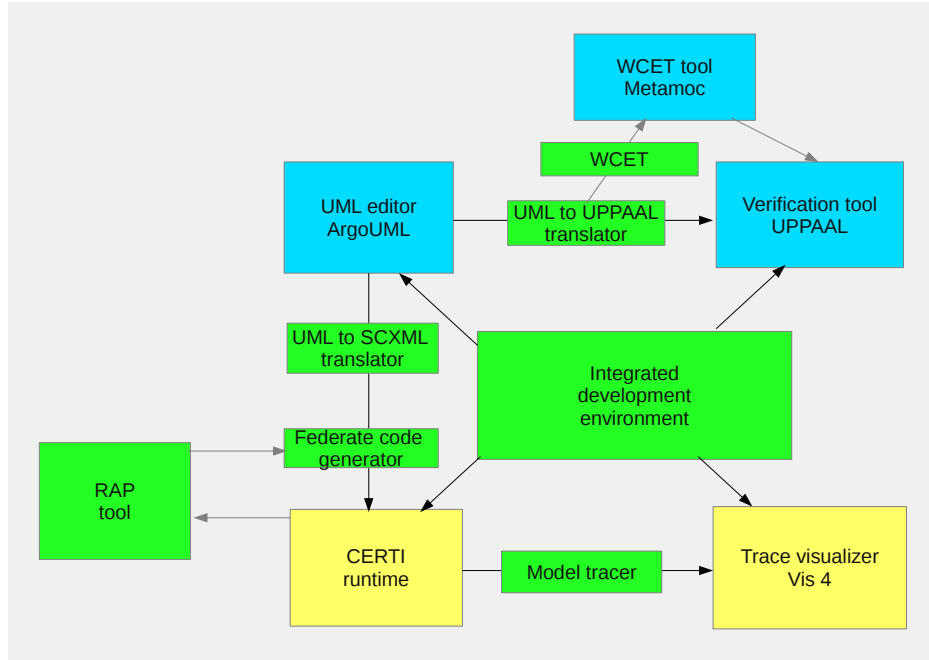 WCET tool
Metamoc
WCET
UML editor
ArgoUML
UML to UPPAAL
translator
Verification tool
UPPAAL
UML to SCXML
translator
Integrated
development
environment
Federate code
generator
RAP
tool
CERTI
runtime
Model tracer
Trace visualizer
Vis 4